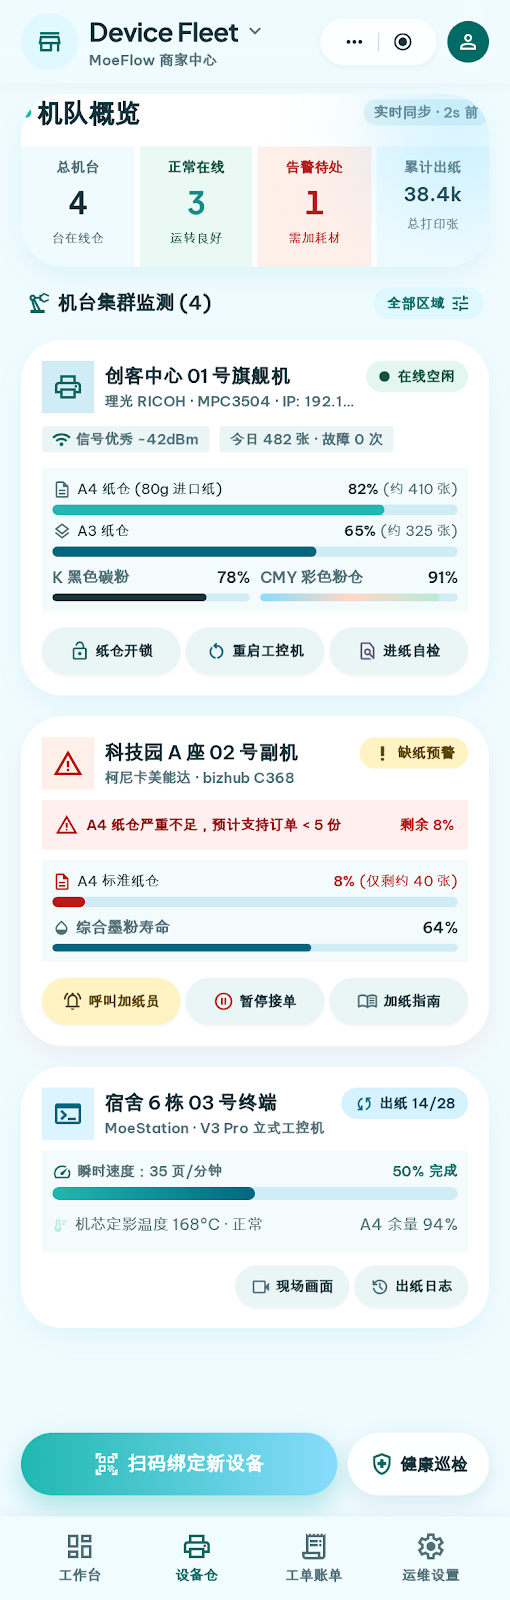 Device Fleet
MoeFlow 商家中心
机队概览
实时同步 · 2s 前
总机台
4
台在线仓
正常在线
3
运转良好
告警待处
1
需加耗材
累计出纸
38.4k
总打印张
机台集群监测 (4)
全部区域
创客中心 01 号旗舰机
在线空闲
理光 RICOH · MPC3504 · IP: 192.1...
信号优秀 -42dBm
今日 482 张 · 故障 0 次
A4 纸仓 (80g 进口纸)
82% (约 410 张)
A3 纸仓
65% (约 325 张)
K 黑色碳粉
78%
CMY 彩色粉仓
91%
纸仓开锁
重启工控机
进纸自检
科技园 A 座 02 号副机
缺纸预警
柯尼卡美能达 · bizhub C368
A4 纸仓严重不足，预计支持订单 < 5 份
剩余 8%
A4 标准纸仓
8% (仅剩约 40 张)
综合墨粉寿命
64%
呼叫加纸员
暂停接单
加纸指南
宿舍 6 栋 03 号终端
出纸 14/28
MoeStation · V3 Pro 立式工控机
瞬时速度：35 页/分钟
50% 完成
机芯定影温度 168°C · 正常
A4 余量 94%
现场画面
出纸日志
扫码绑定新设备
健康巡检
工作台
设备仓
工单账单
运维设置